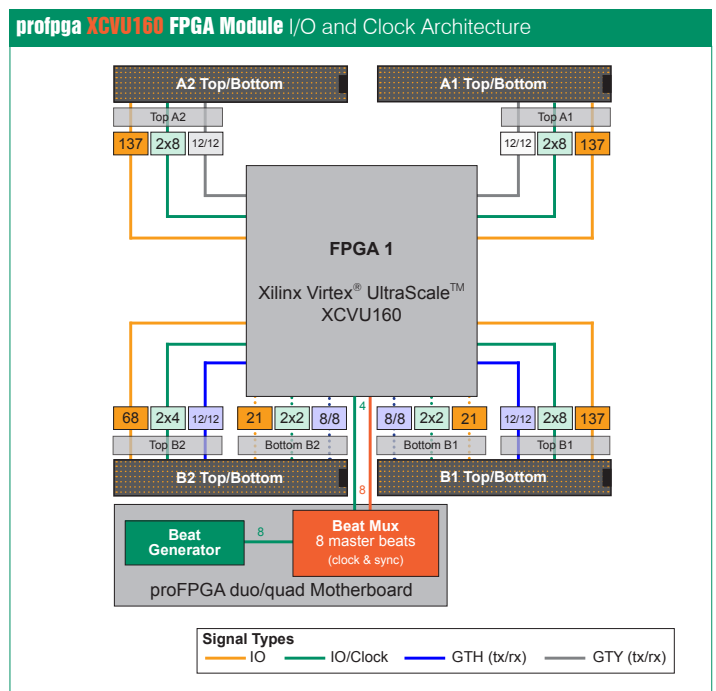 profpga XCVU160 FPGA Module I/O and Clock Architecture
A2 Top/Bottom
A1 Top/Bottom
Top A2
Top A1
137 2x8 12/12
12/12 2x8 137
FPGA 1
Xilinx Virtex® UltraScale™
XCVU160
68 2x4 12/12 21 2x2 8/8 4 8/8 2x2 21 12/12 2x8 137
Top B2 Bottom B2 Bottom B1 Top B1
B2 Top/Bottom
B1 Top/Bottom
8
Beat
Generator
8
Beat Mux
8 master beats
(clock & sync)
proFPGA duo/quad Motherboard
Signal Types
IO IO/Clock GTH (tx/rx) GTY (tx/rx)